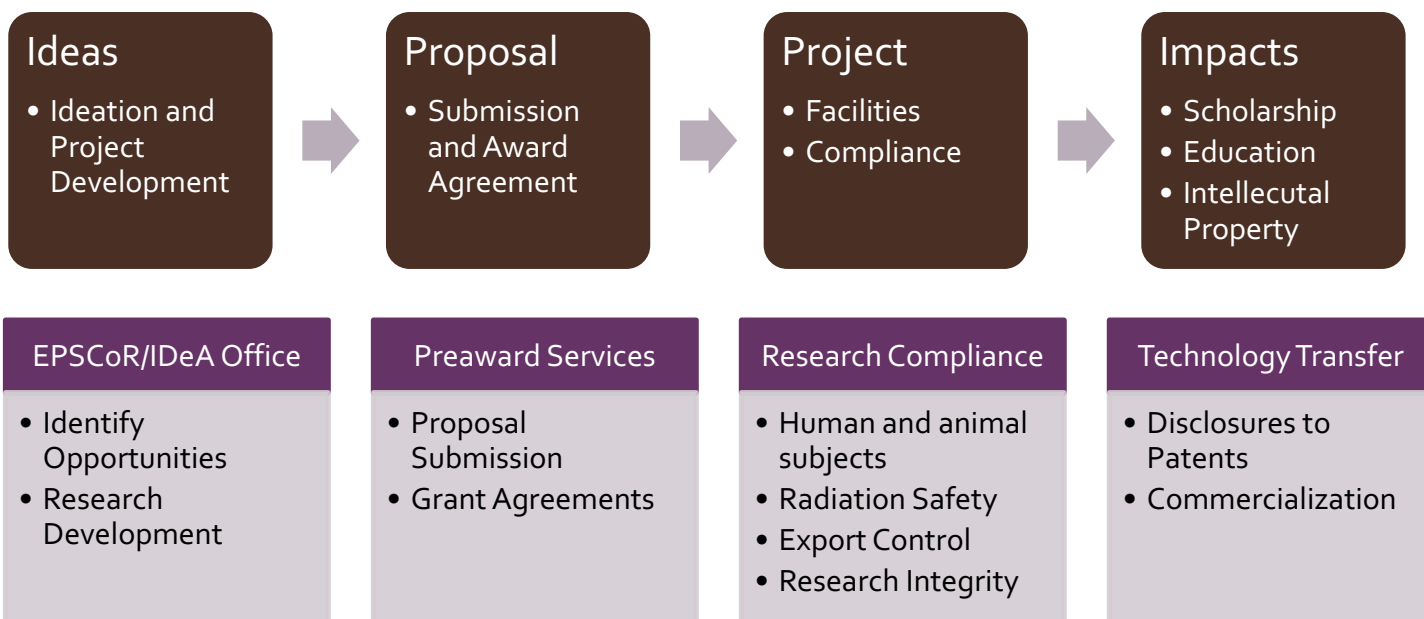 Ideas
• Ideation and
Project
Development
Proposal
• Submission
and Award
Agreement
Project
• Facilities
• Compliance
Impacts
• Scholarship
• Education
• Intellecutal
Property
EPSCoR/IDeA Office
• Identify
Opportunities
• Research
Development
Preaward Services
• Proposal
Submission
• Grant Agreements
Research Compliance
• Human and animal
subjects
• Radiation Safety
• Export Control
• Research Integrity
Technology Transfer
• Disclosures to
Patents
• Commercialization